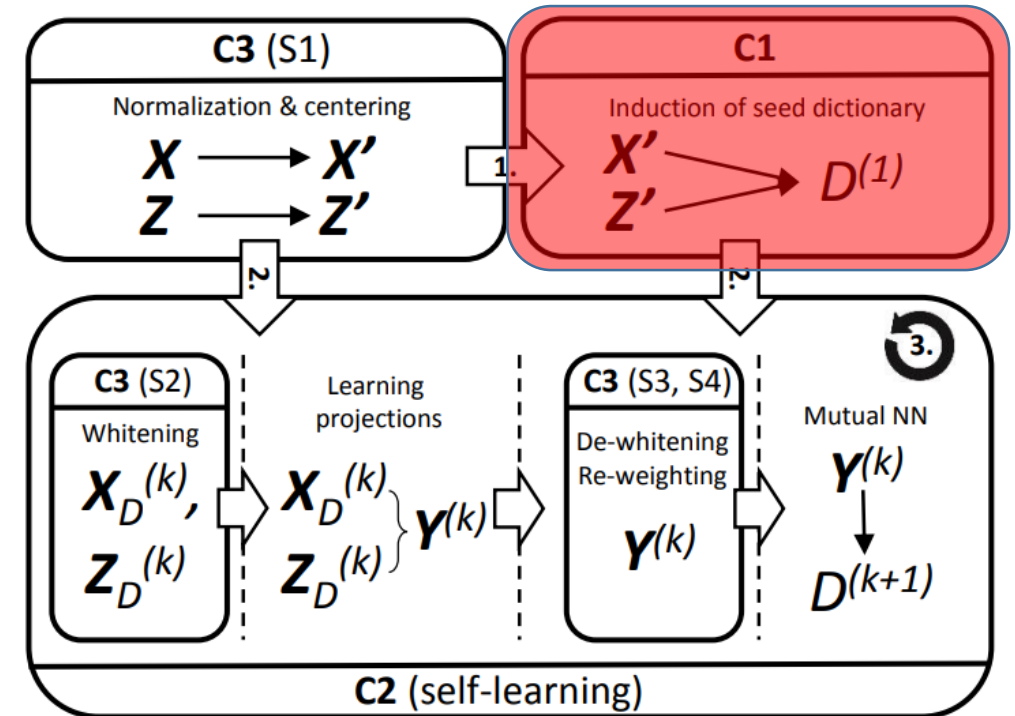 C3 (S1)
Normalization & centering
X X′
Z Z′
1.
C1
Induction of seed dictionary
X′
Z′
D(1)
2.
2.
3.
C3 (S2)
Whitening
XD(k),
ZD(k)
Learning
projections
XD(k)
ZD(k)
Y(k)
C3 (S3, S4)
De-whitening
Re-weighting
Y(k)
Mutual NN
Y(k)
D(k+1)
C2 (self-learning)